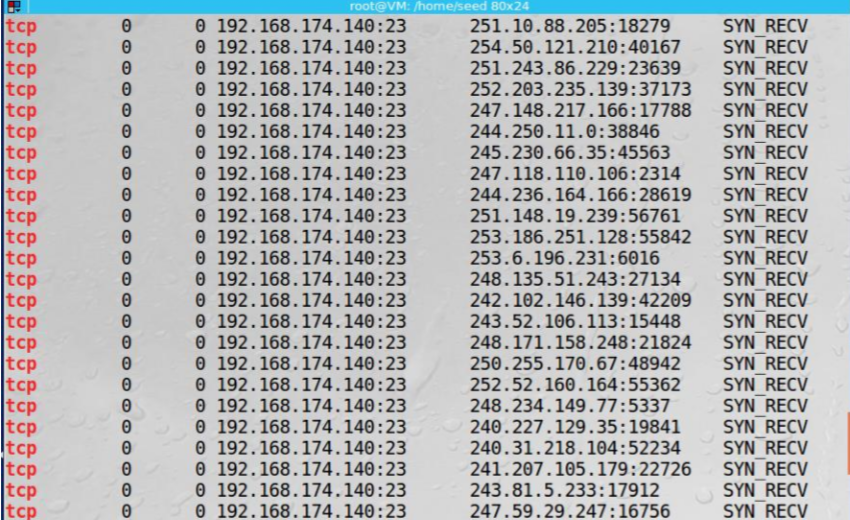 root@VM: /home/seed 80x24
tcp 0 0 192.168.174.140:23 251.10.88.205:18279 SYN_RECV
tcp 0 0 192.168.174.140:23 254.50.121.210:40167 SYN_RECV
tcp 0 0 192.168.174.140:23 251.243.86.229:23639 SYN_RECV
tcp 0 0 192.168.174.140:23 252.203.235.139:37173 SYN_RECV
tcp 0 0 192.168.174.140:23 247.148.217.166:17788 SYN_RECV
tcp 0 0 192.168.174.140:23 244.250.11.0:38846 SYN_RECV
tcp 0 0 192.168.174.140:23 245.230.66.35:45563 SYN_RECV
tcp 0 0 192.168.174.140:23 247.118.110.106:2314 SYN_RECV
tcp 0 0 192.168.174.140:23 244.236.164.166:28619 SYN_RECV
tcp 0 0 192.168.174.140:23 251.148.19.239:56761 SYN_RECV
tcp 0 0 192.168.174.140:23 253.186.251.128:55842 SYN_RECV
tcp 0 0 192.168.174.140:23 253.6.196.231:6016 SYN_RECV
tcp 0 0 192.168.174.140:23 248.135.51.243:27134 SYN_RECV
tcp 0 0 192.168.174.140:23 242.102.146.139:42209 SYN_RECV
tcp 0 0 192.168.174.140:23 243.52.106.113:15448 SYN_RECV
tcp 0 0 192.168.174.140:23 248.171.158.248:21824 SYN_RECV
tcp 0 0 192.168.174.140:23 250.255.170.67:48942 SYN_RECV
tcp 0 0 192.168.174.140:23 252.52.160.164:55362 SYN_RECV
tcp 0 0 192.168.174.140:23 248.234.149.77:5337 SYN_RECV
tcp 0 0 192.168.174.140:23 240.227.129.35:19841 SYN_RECV
tcp 0 0 192.168.174.140:23 240.31.218.104:52234 SYN_RECV
tcp 0 0 192.168.174.140:23 241.207.105.179:22726 SYN_RECV
tcp 0 0 192.168.174.140:23 243.81.5.233:17912 SYN_RECV
tcp 0 0 192.168.174.140:23 247.59.29.247:16756 SYN_RECV